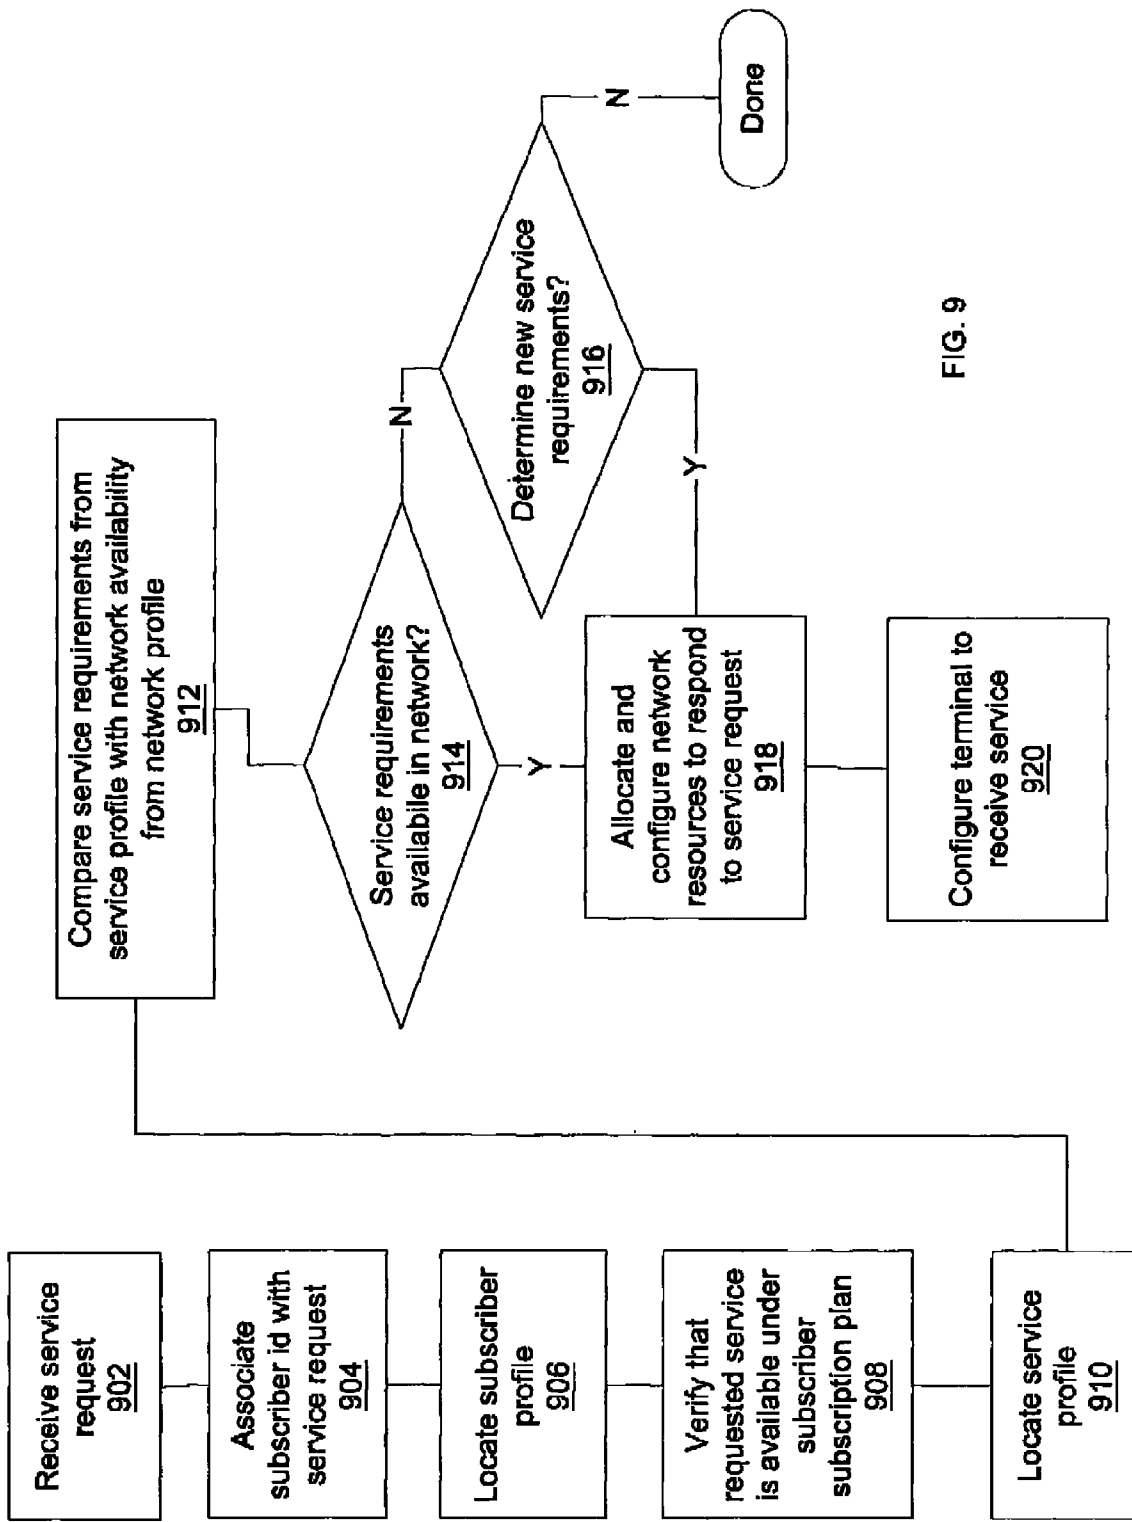 Receive service
request
902
Associate
subscriber id with
service request
904
Locate subscriber
profile
906
Verify that
requested service
is available under
subscriber
subscription plan
908
Locate service
profile
910
Compare service requirements from
service profile with network availability
from network profile
912
Service requirements
availabile in network?
914
N
Y
Determine new service
requirements?
916
N
Y
Done
Allocate and
configure network
resources to respond
to service request
918
Configure terminal to
receive service
920
FIG. 9